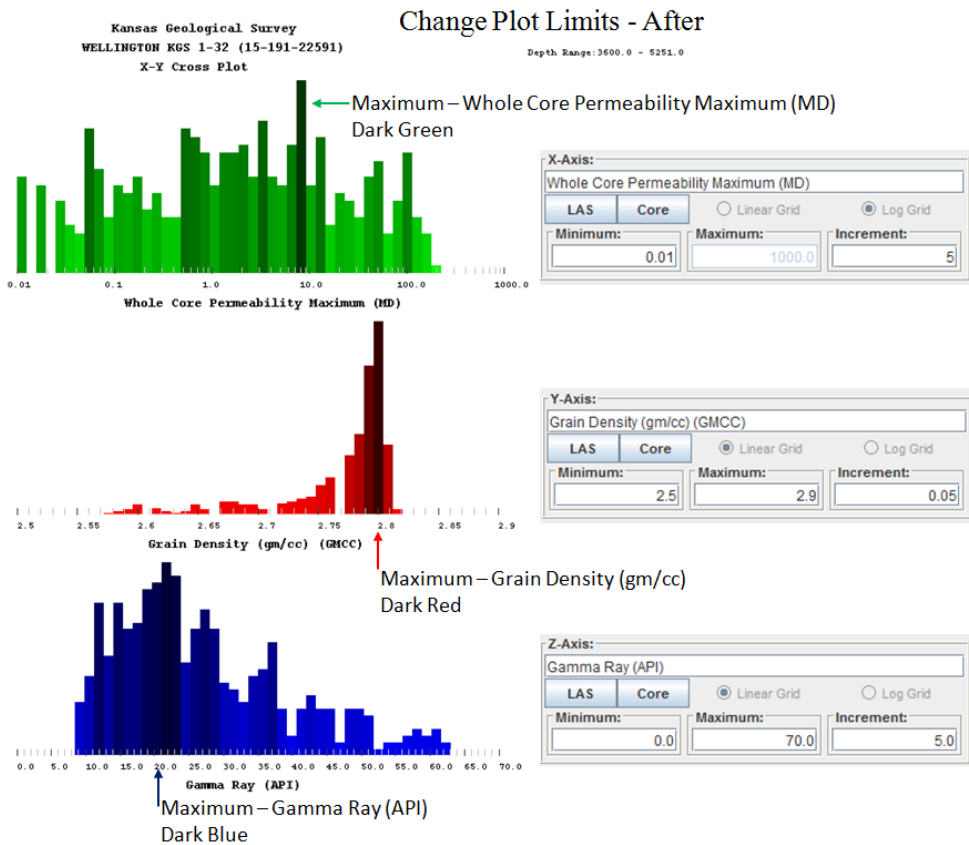 Change Plot Limits - After
Kansas Geological Survey
WELLINGTON KGS 1-32 (15-191-22591)
X-Y Cross Plot
Depth Range:3600.0 - 5251.0
Maximum – Whole Core Permeability Maximum (MD)
Dark Green
0.01 0.1 1.0 10.0 100.0 1000.0
Whole Core Permeability Maximum (MD)
X-Axis:
Whole Core Permeability Maximum (MD)
LAS Core Linear Grid Log Grid
Minimum: Maximum: Increment:
0.01 1000.0 5
2.5 2.55 2.6 2.65 2.7 2.75 2.8 2.85 2.9
Grain Density (gm/cc) (GMCC)
Maximum – Grain Density (gm/cc)
Dark Red
Y-Axis:
Grain Density (gm/cc) (GMCC)
LAS Core Linear Grid Log Grid
Minimum: Maximum: Increment:
2.5 2.9 0.05
0.0 5.0 10.0 15.0 20.0 25.0 30.0 35.0 40.0 45.0 50.0 55.0 60.0 65.0 70.0
Gamma Ray (API)
Maximum – Gamma Ray (API)
Dark Blue
Z-Axis:
Gamma Ray (API)
LAS Core Linear Grid Log Grid
Minimum: Maximum: Increment:
0.0 70.0 5.0